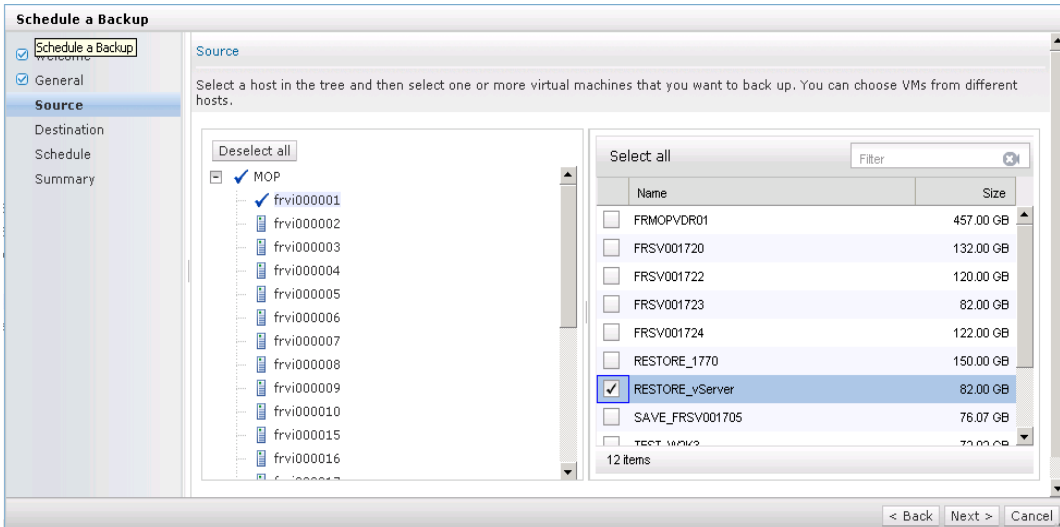 Schedule a Backup
Schedule a Backup
Welcome
General
Source
Destination
Schedule
Summary
Source
Select a host in the tree and then select one or more virtual machines that you want to back up. You can choose VMs from different
hosts.
Deselect all
MOP
frvi000001
frvi000002
frvi000003
frvi000004
frvi000005
frvi000006
frvi000007
frvi000008
frvi000009
frvi000010
frvi000015
frvi000016
Select all
Filter
Name Size
FRMOPVDR01 457.00 GB
FRSV001720 132.00 GB
FRSV001722 120.00 GB
FRSV001723 82.00 GB
FRSV001724 122.00 GB
RESTORE_1770 150.00 GB
RESTORE_vServer 82.00 GB
SAVE_FRSV001705 76.07 GB
12 items
< Back Next > Cancel